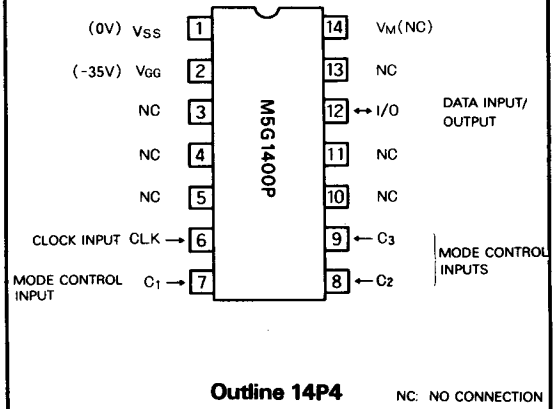 (0V) VSS 1 14 VM(NC)
(-35V) VGG 2 13 NC
NC 3 12 ↔ I/O DATA INPUT/
OUTPUT
NC 4 11 NC
NC 5 10 NC
CLOCK INPUT CLK → 6 9 ← C3
MODE CONTROL
INPUTS
MODE CONTROL
INPUT C1 → 7 8 ← C2
M5G1400P
Outline 14P4 NC: NO CONNECTION